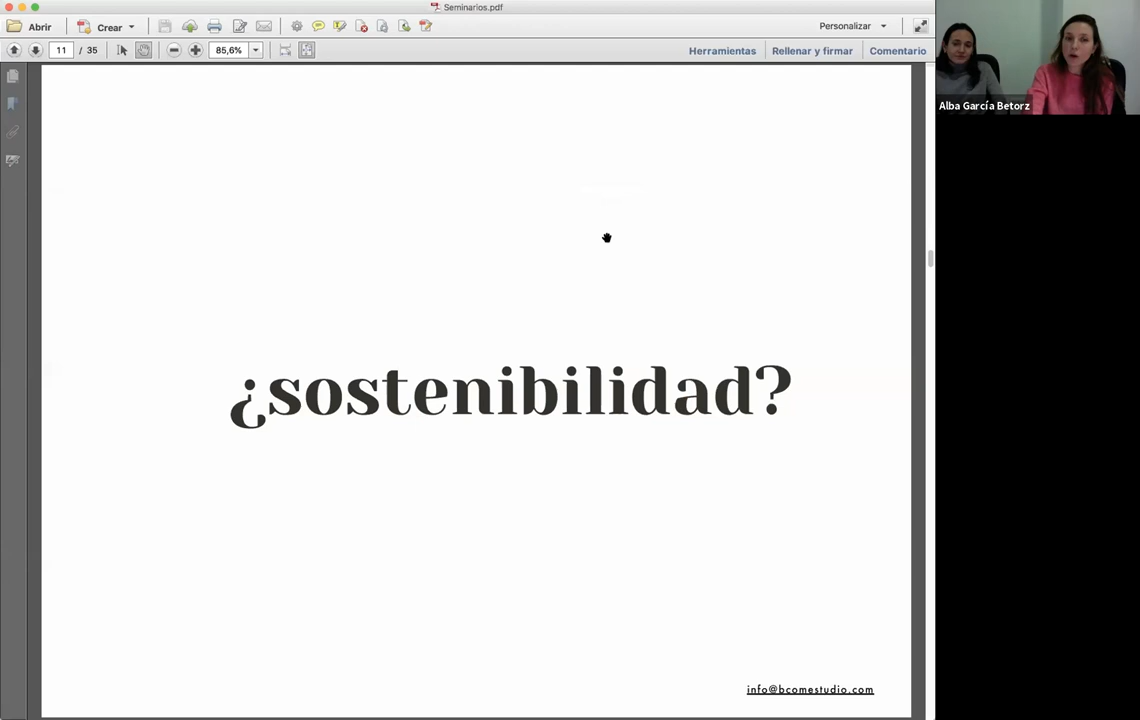 Seminarios.pdf
Abrir
Crear
Personalizar
11 / 35
85,6%
Herramientas
Rellenar y firmar
Comentario
Alba García Betorz
¿sostenibilidad?
info@bcomestudio.com